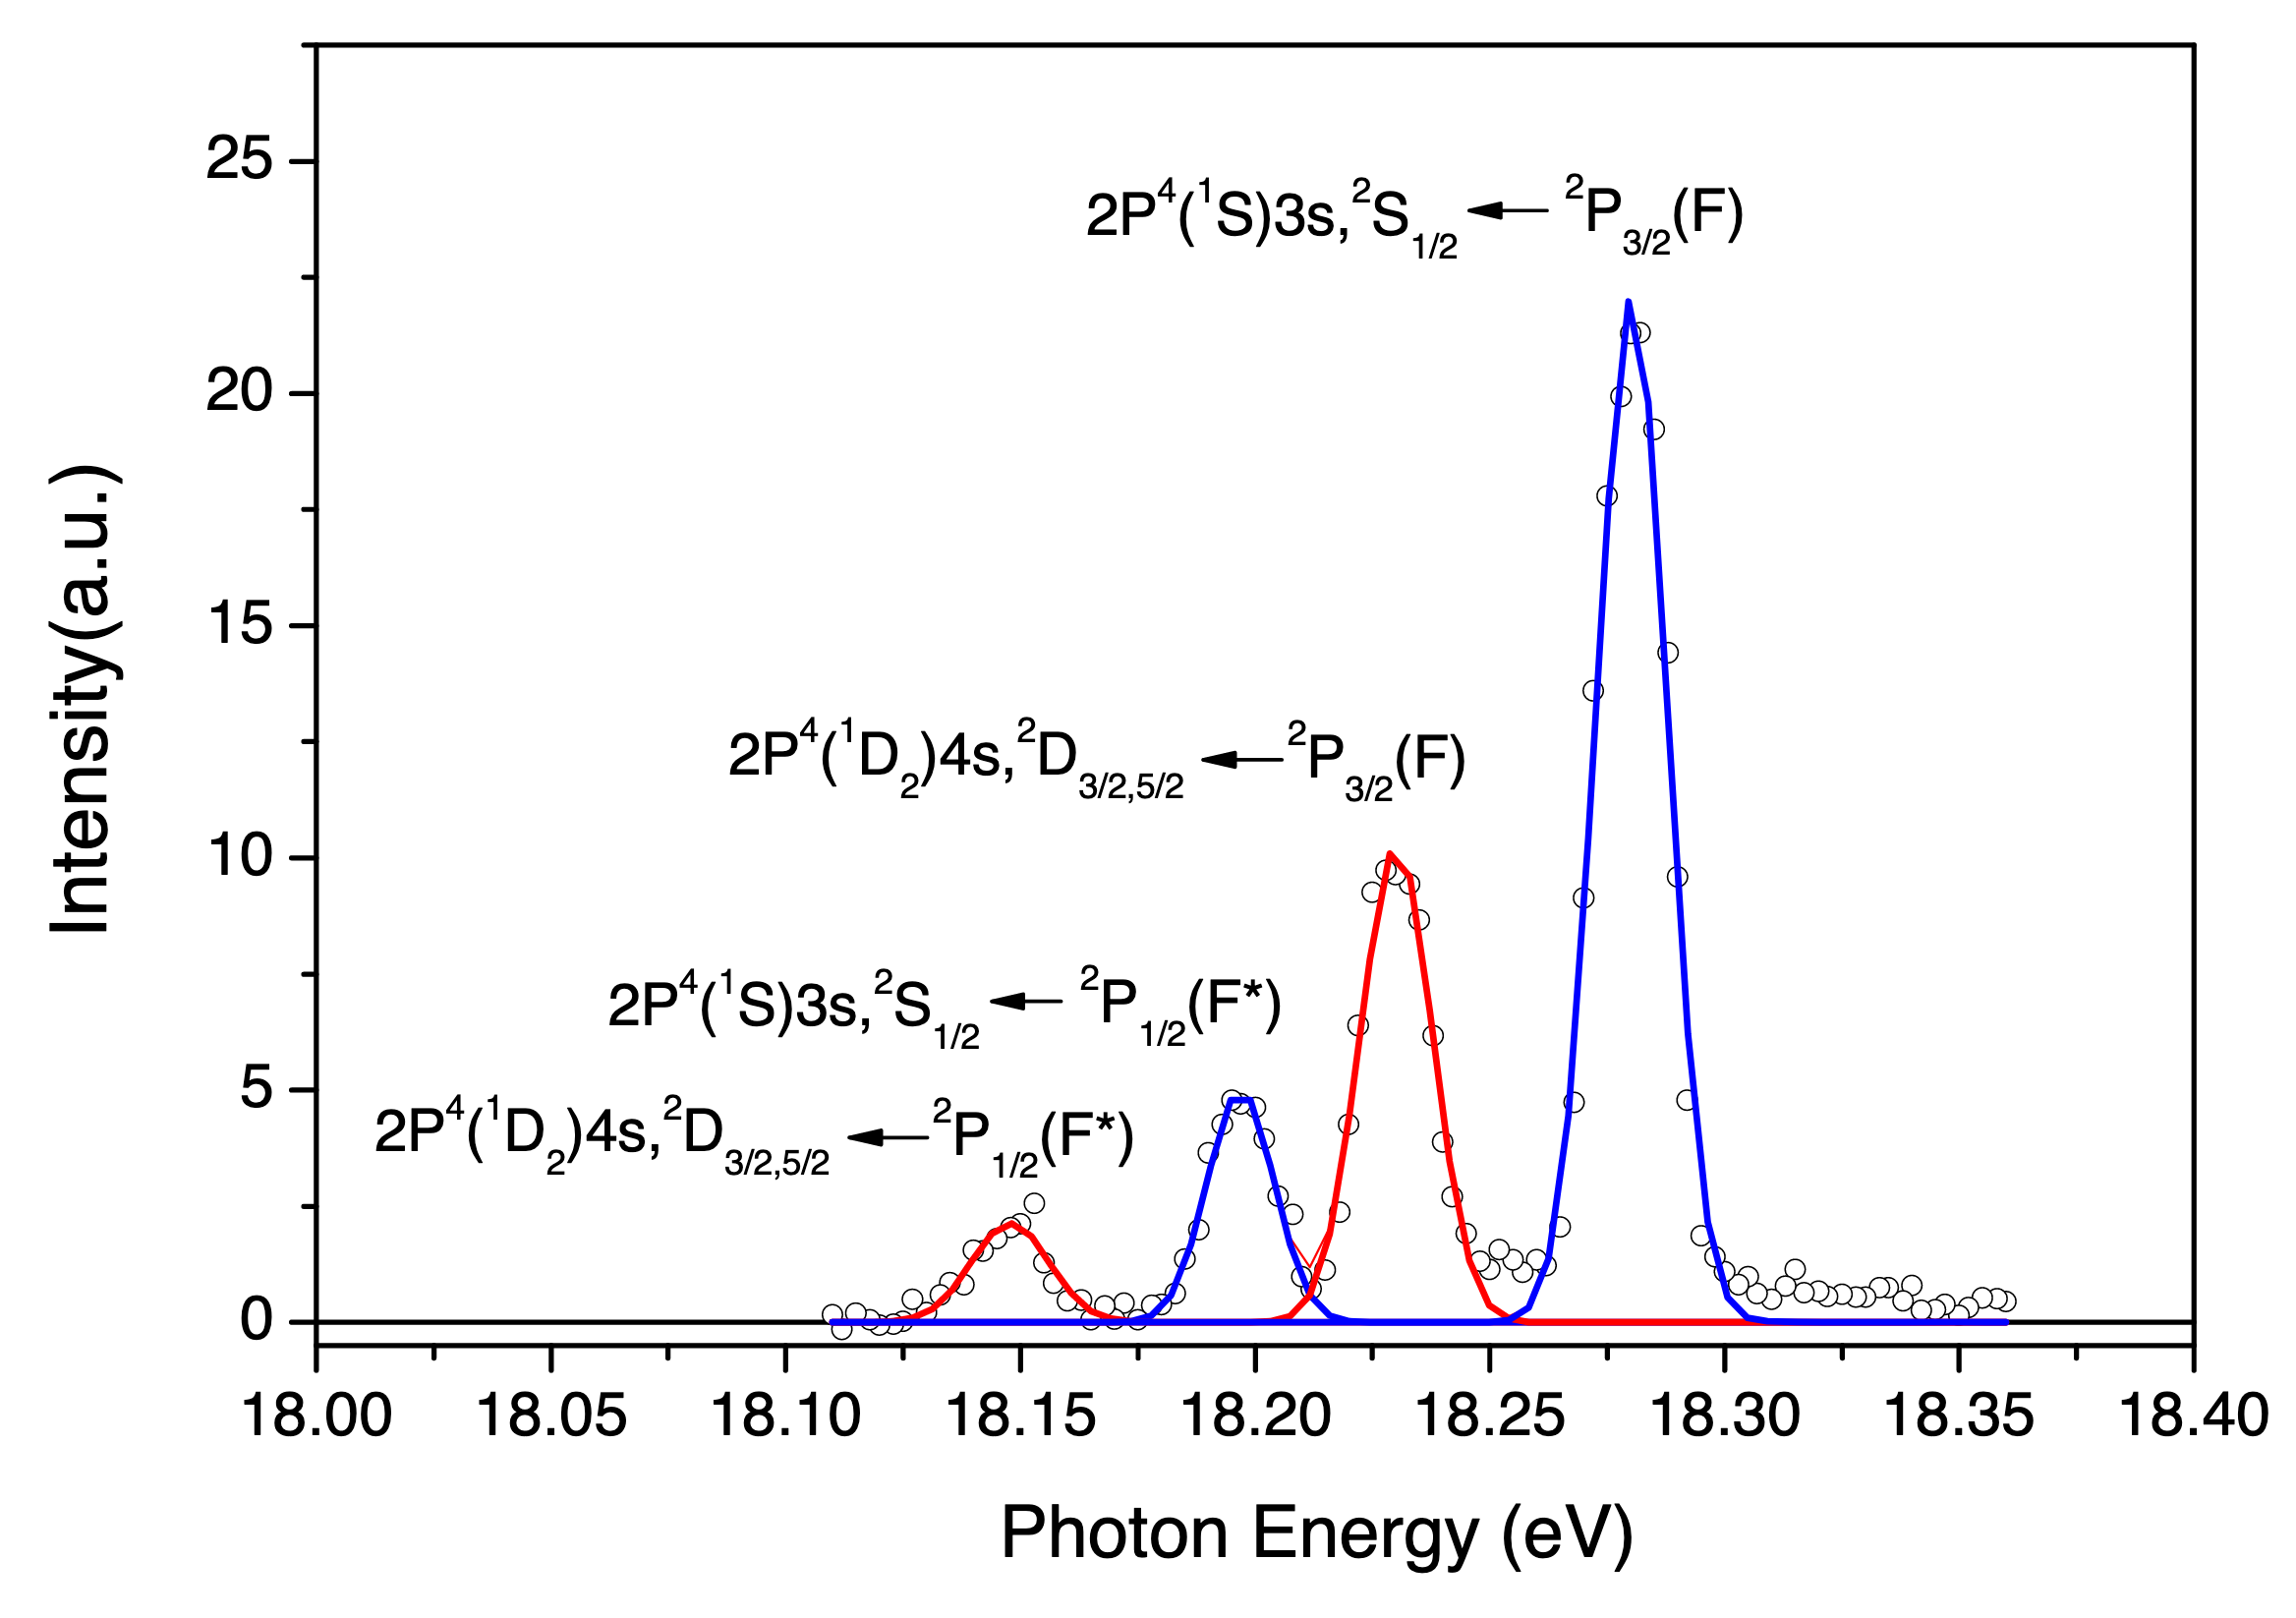 25
20
15
10
5
0
Intensity(a.u.)
2P⁴(¹S)3s,²S₁/₂ ← ²P₃/₂(F)
2P⁴(¹D₂)4s,²D₃/₂,₅/₂ ← ²P₃/₂(F)
2P⁴(¹S)3s,²S₁/₂ ← ²P₁/₂(F*)
2P⁴(¹D₂)4s,²D₃/₂,₅/₂ ← ²P₁/₂(F*)
18.00 18.05 18.10 18.15 18.20 18.25 18.30 18.35 18.40
Photon Energy (eV)